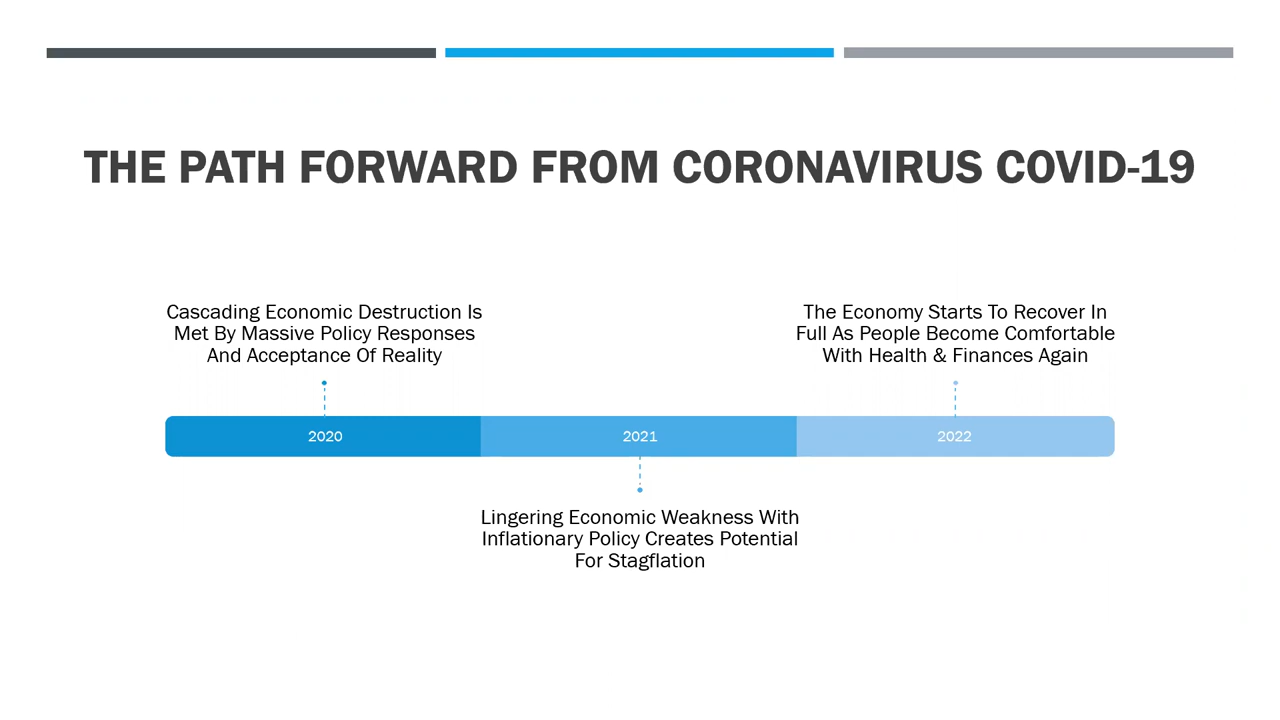 THE PATH FORWARD FROM CORONAVIRUS COVID-19
Cascading Economic Destruction Is
Met By Massive Policy Responses
And Acceptance Of Reality
The Economy Starts To Recover In
Full As People Become Comfortable
With Health & Finances Again
2020
2021
2022
Lingering Economic Weakness With
Inflationary Policy Creates Potential
For Stagflation